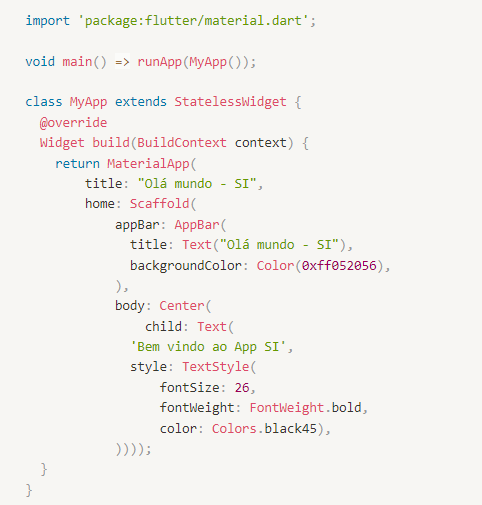 import 'package:flutter/material.dart';

void main() => runApp(MyApp());

class MyApp extends StatelessWidget {
  @override
  Widget build(BuildContext context) {
    return MaterialApp(
        title: "Olá mundo - SI",
        home: Scaffold(
            appBar: AppBar(
              title: Text("Olá mundo - SI"),
              backgroundColor: Color(0xff052056),
            ),
            body: Center(
                child: Text(
              'Bem vindo ao App SI',
              style: TextStyle(
                  fontSize: 26,
                  fontWeight: FontWeight.bold,
                  color: Colors.black45),
            ))));
  }
}